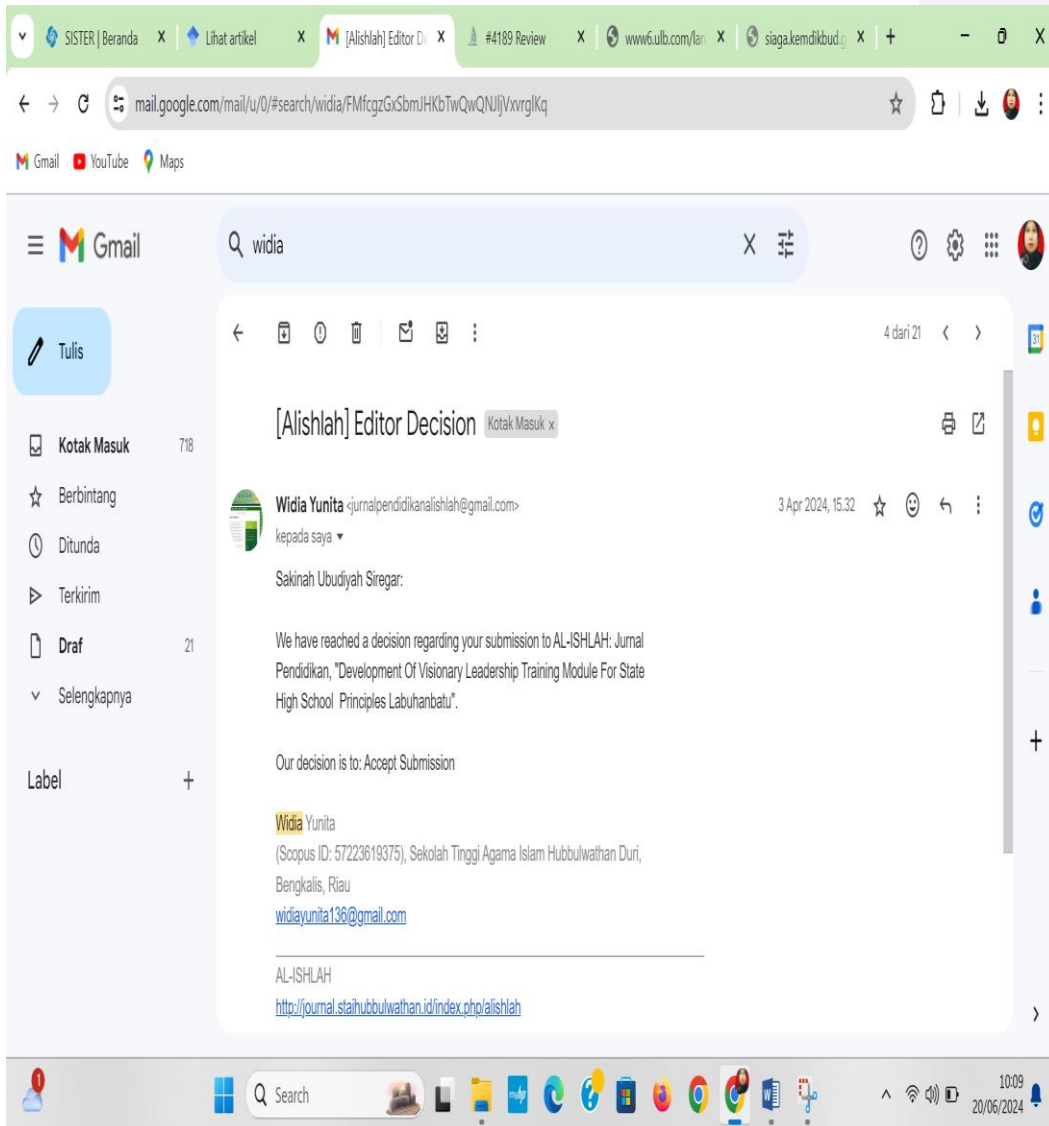 SISTER | Beranda
Lihat artikel
[Alishlah] Editor De
#4189 Review
www6.ulb.com/lan
siaga.kemdikbud.g
mail.google.com/mail/u/0/#search/widia/FMfcgzGxSbmJHKbTwQwQNJljVxvrglKq
Gmail YouTube Maps
Gmail
widia
Tulis
4 dari 21
[Alishlah] Editor Decision Kotak Masuk x
Kotak Masuk 718
Berbintang
Ditunda
Terkirim
Draf 21
Selengkapnya
Label
Widia Yunita <jurnalpendidikanalishlah@gmail.com>
3 Apr 2024, 15.32
kepada saya
Sakinah Ubudiyah Siregar:
We have reached a decision regarding your submission to AL-ISHLAH: Jurnal
Pendidikan, "Development Of Visionary Leadership Training Module For State
High School Principles Labuhanbatu".
Our decision is to: Accept Submission
Widia Yunita
(Scopus ID: 57223619375), Sekolah Tinggi Agama Islam Hubbulwathan Duri,
Bengkalis, Riau
widiayunita136@gmail.com
AL-ISHLAH
http://journal.staihubbulwathan.id/index.php/alishlah
31
1
Search
myhp
10:09
20/06/2024